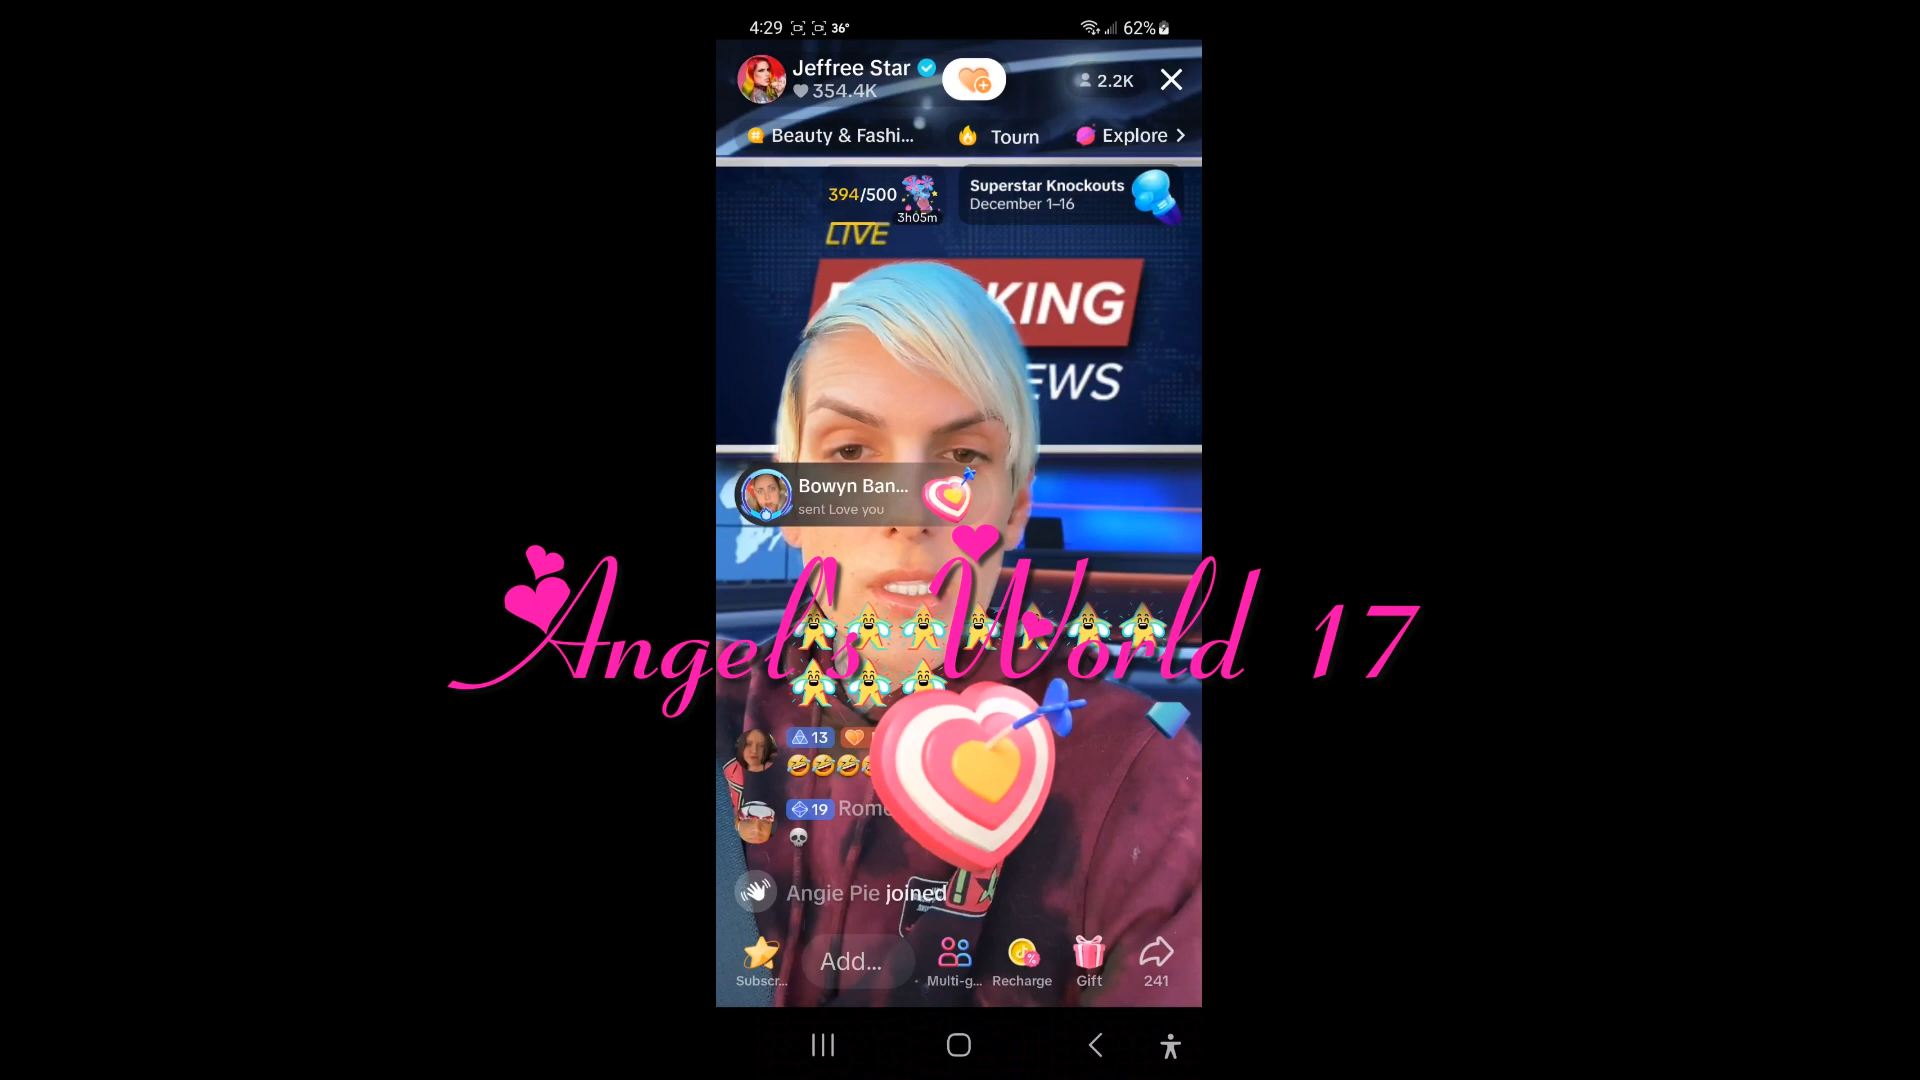 4:29 36° 62%
Jeffree Star
354.4K
2.2K
# Beauty & Fashi...
Tourn
Explore >
394/500
3h05m
Superstar Knockouts
December 1-16
LIVE
KING
EWS
Bowyn Ban...
sent Love you
Angel's World 17
13
19 Rom
Angie Pie joined
Add...
Subscr...
Multi-g...
Recharge
Gift
241